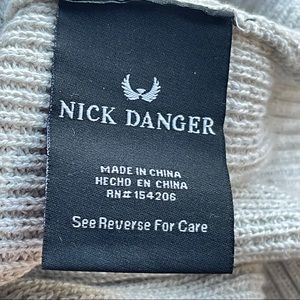 NICK DANGER
MADE IN CHINA
HECHO EN CHINA
RN# 154206
See Reverse For Care